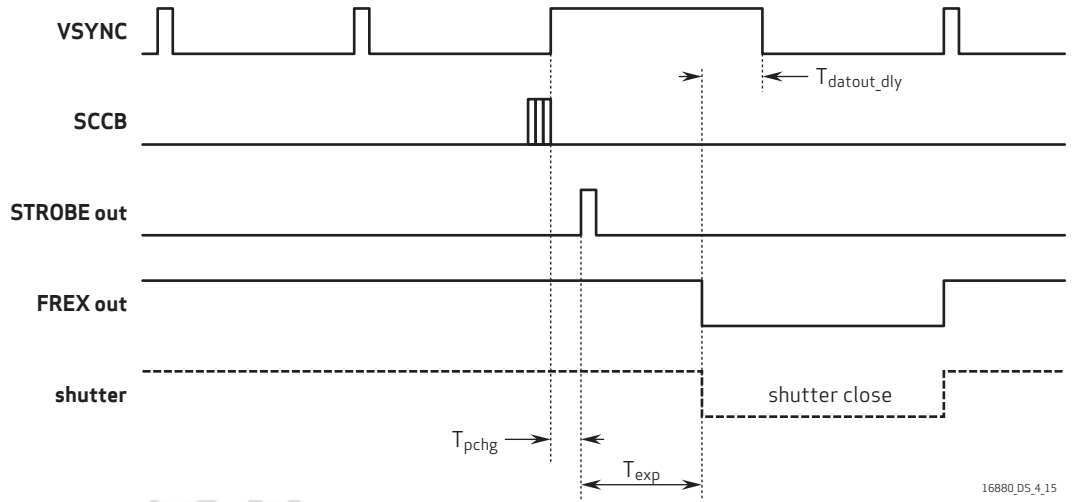 VSYNC
T_datout_dly
SCCB
STROBE out
FREX out
shutter
shutter close
T_pchg
T_exp
16880_DS_4_15